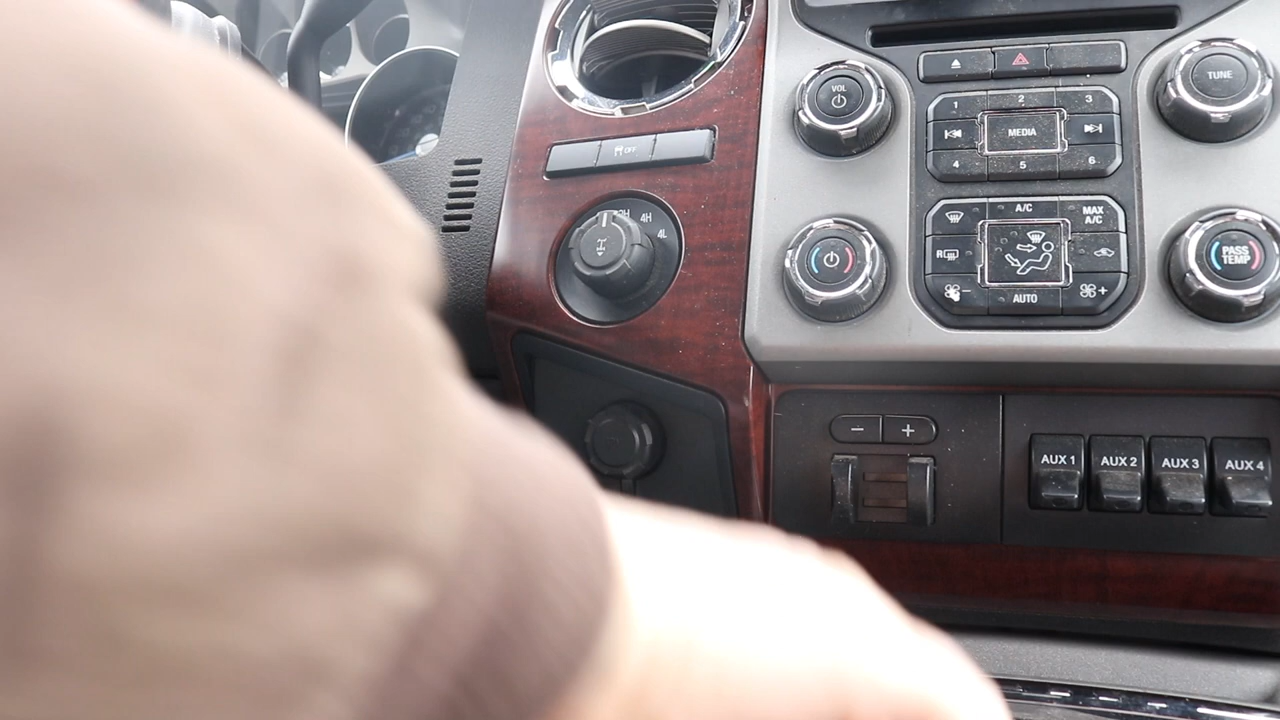 VOL
TUNE
1 2 3
MEDIA
4 5 6
OFF
2H 4H
4L
A/C
MAX
A/C
R
PASS
TEMP
- AUTO +
- +
AUX 1 AUX 2 AUX 3 AUX 4